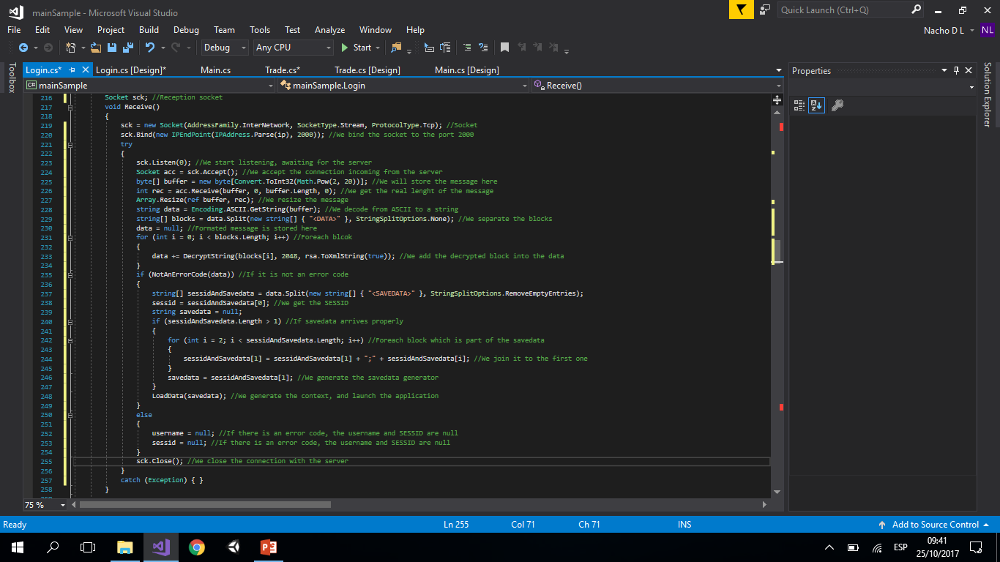 mainSample - Microsoft Visual Studio
Quick Launch (Ctrl+Q)
File Edit View Project Build Debug Team Tools Test Analyze Window Help
Nacho D L NL
Debug Any CPU Start
Toolbox
Login.cs* Login.cs [Design]* Main.cs Trade.cs* Trade.cs [Design] Main.cs [Design]
C# mainSample mainSample.Login Receive()
Properties
Solution Explorer
216 Socket sck; //Reception socket
217 void Receive()
218 {
219 sck = new Socket(AddressFamily.InterNetwork, SocketType.Stream, ProtocolType.Tcp); //Socket
220 sck.Bind(new IPEndPoint(IPAddress.Parse(ip), 2000)); //We bind the socket to the port 2000
221 try
222 {
223 sck.Listen(0); //We start listening, awaiting for the server
224 Socket acc = sck.Accept(); //We accept the connection incoming from the server
225 byte[] buffer = new byte[Convert.ToInt32(Math.Pow(2, 20))]; //We will store the message here
226 int rec = acc.Receive(buffer, 0, buffer.Length, 0); //We get the real lenght of the message
227 Array.Resize(ref buffer, rec); //We resize the message
228 string data = Encoding.ASCII.GetString(buffer); //We decode from ASCII to a string
229 string[] blocks = data.Split(new string[] { "<DATA>" }, StringSplitOptions.None); //We separate the blocks
230 data = null; //Formated message is stored here
231 for (int i = 0; i < blocks.Length; i++) //Foreach blcok
232 {
233 data += DecryptString(blocks[i], 2048, rsa.ToXmlString(true)); //We add the decrypted block into the data
234 }
235 if (NotAnErrorCode(data)) //If it is not an error code
236 {
237 string[] sessidAndSavedata = data.Split(new string[] { "<SAVEDATA>" }, StringSplitOptions.RemoveEmptyEntries);
238 sessid = sessidAndSavedata[0]; //We get the SESSID
239 string savedata = null;
240 if (sessidAndSavedata.Length > 1) //If savedata arrives properly
241 {
242 for (int i = 2; i < sessidAndSavedata.Length; i++) //Foreach block which is part of the savedata
243 {
244 sessidAndSavedata[1] = sessidAndSavedata[1] + ";" + sessidAndSavedata[i]; //We join it to the first one
245 }
246 savedata = sessidAndSavedata[1]; //We generate the savedata generator
247 }
248 LoadData(savedata); //We generate the context, and launch the application
249 }
250 else
251 {
252 username = null; //If there is an error code, the username and SESSID are null
253 sessid = null; //If there is an error code, the username and SESSID are null
254 }
255 sck.Close(); //We close the connection with the server
256 }
257 catch (Exception) { }
258 }
75 %
Ready Ln 255 Col 71 Ch 71 INS Add to Source Control
ESP 09:41
25/10/2017